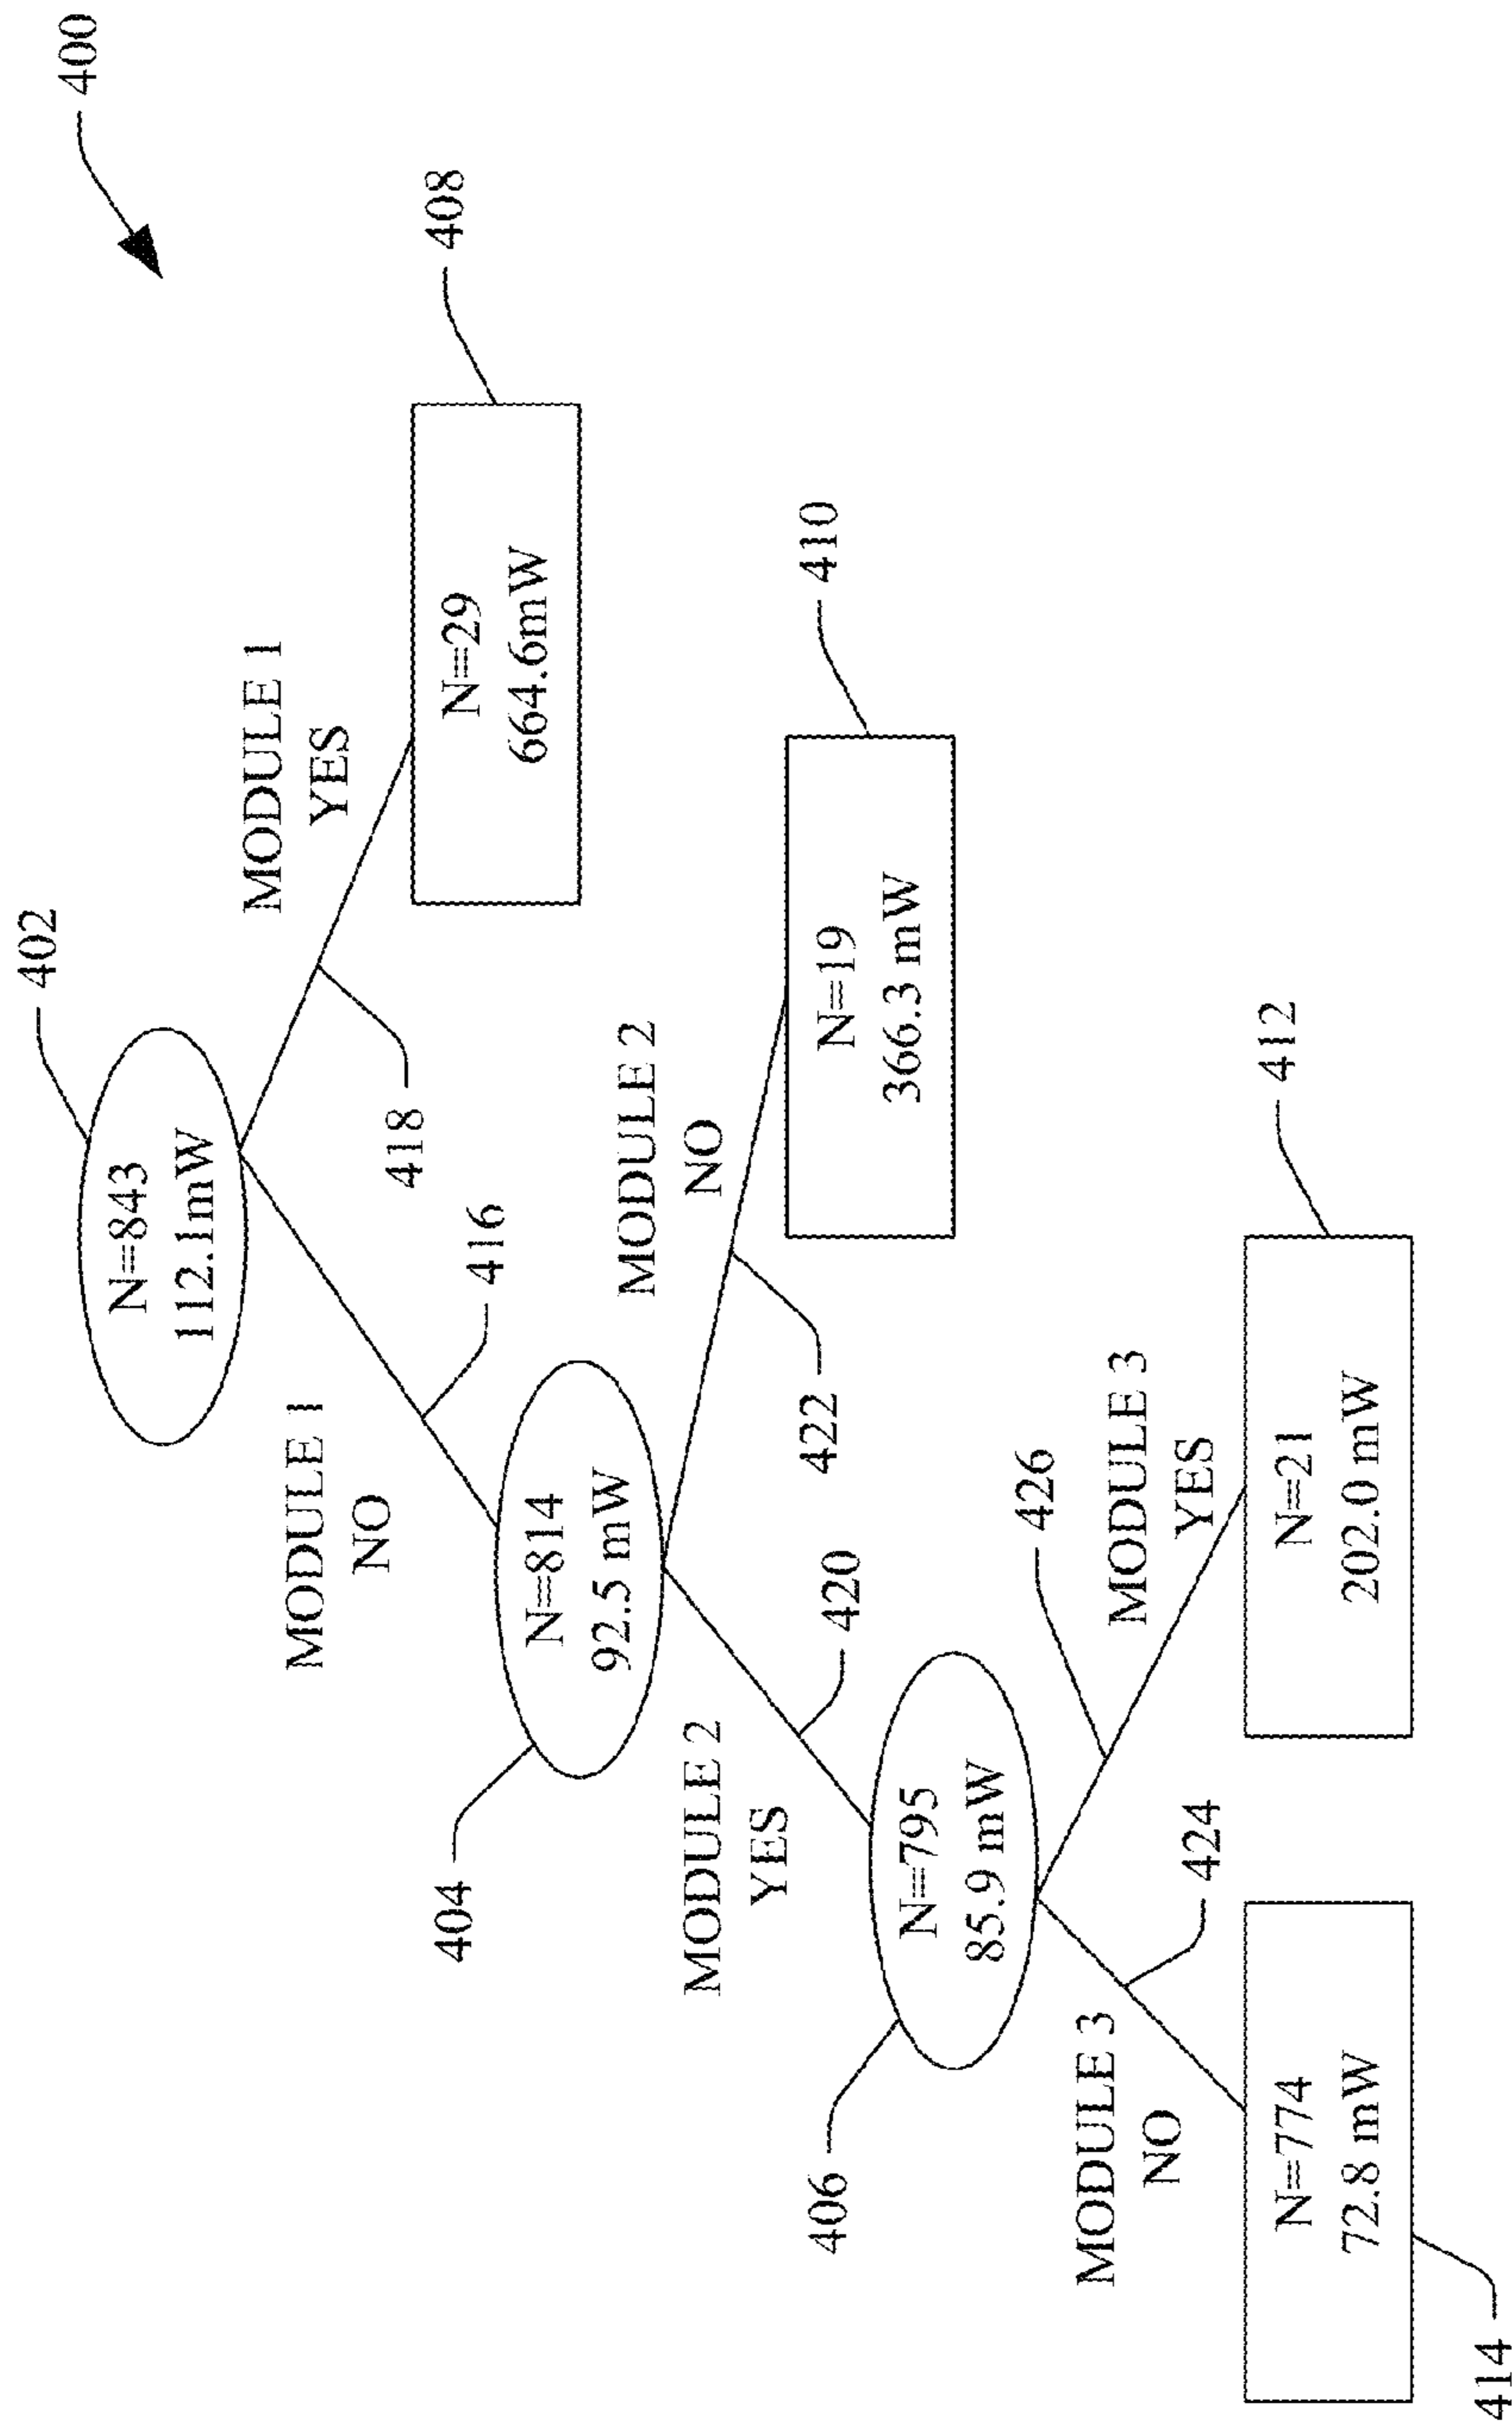 400
402
N=843
112.1mW
MODULE 1
YES
418
408
N=29
664.6mW
MODULE 1
NO
416
404
N=814
92.5 mW
MODULE 2
NO
422
410
N=19
366.3 mW
MODULE 2
YES
420
406
N=795
85.9 mW
MODULE 3
YES
426
412
N=21
202.0 mW
MODULE 3
NO
424
N=774
72.8 mW
414